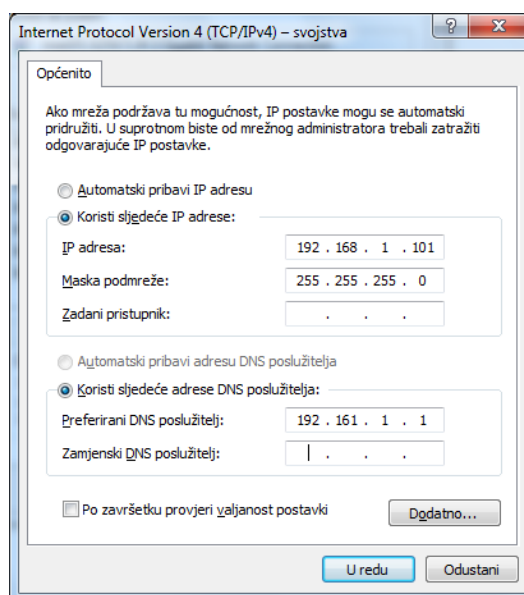 Internet Protocol Version 4 (TCP/IPv4) – svojstva
Općenito
Ako mreža podržava tu mogućnost, IP postavke mogu se automatski
pridružiti. U suprotnom biste od mrežnog administratora trebali zatražiti
odgovarajuće IP postavke.
Automatski pribavi IP adresu
Koristi sljedeće IP adrese:
IP adresa: 192 . 168 . 1 . 101
Maska podmreže: 255 . 255 . 255 . 0
Zadani pristupnik: . . .
Automatski pribavi adresu DNS poslužitelja
Koristi sljedeće adrese DNS poslužitelja:
Preferirani DNS poslužitelj: 192 . 161 . 1 . 1
Zamjenski DNS poslužitelj: . . .
Po završetku provjeri valjanost postavki
Dodatno...
U redu Odustani